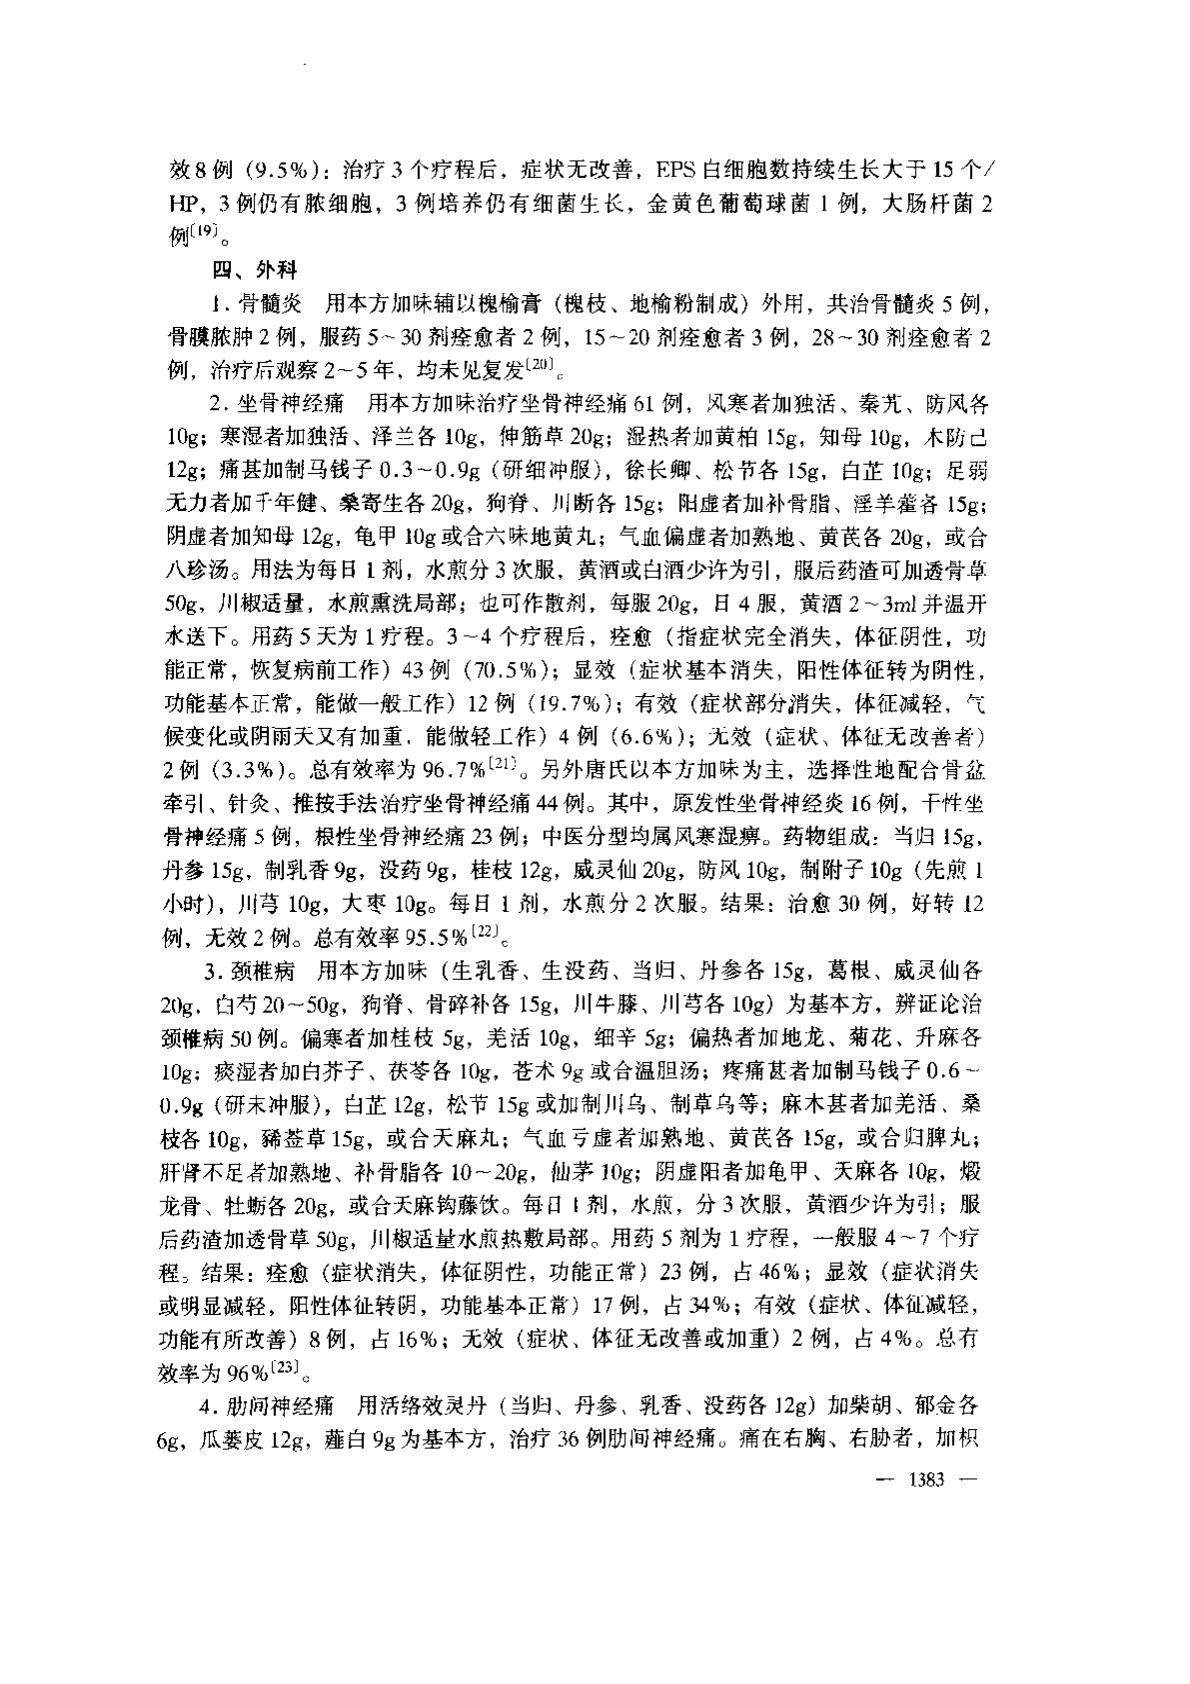 效8例（9.5%）：治疗3个疗程后，症状无改善，EPS白细胞数持续生长大于15个/
HP，3例仍有脓细胞，3例培养仍有细菌生长，金黄色葡萄球菌1例，大肠杆菌2
例〔19〕。
四、外科
1. 骨髓炎　用本方加味辅以槐榆膏（槐枝、地榆粉制成）外用，共治骨髓炎5例，
骨膜脓肿2例，服药5～30剂痊愈者2例，15～20剂痊愈者3例，28～30剂痊愈者2
例，治疗后观察2～5年，均未见复发〔20〕。
2. 坐骨神经痛　用本方加味治疗坐骨神经痛61例，风寒者加独活、秦艽、防风各
10g；寒湿者加独活、泽兰各10g，伸筋草20g；湿热者加黄柏15g，知母10g，木防己
12g；痛甚加制马钱子0.3～0.9g（研细冲服），徐长卿、松节各15g，白芷10g；足弱
无力者加千年健、桑寄生各20g，狗脊、川断各15g；阳虚者加补骨脂、淫羊藿各15g；
阴虚者加知母12g，龟甲10g或合六味地黄丸；气血偏虚者加熟地、黄芪各20g，或合
八珍汤。用法为每日1剂，水煎分3次服，黄酒或白酒少许为引，服后药渣可加透骨草
50g，川椒适量，水煎熏洗局部；也可作散剂，每服20g，日4服，黄酒2～3ml并温开
水送下。用药5天为1疗程。3～4个疗程后，痊愈（指症状完全消失，体征阴性，功
能正常，恢复病前工作）43例（70.5%）；显效（症状基本消失，阳性体征转为阴性，
功能基本正常，能做一般工作）12例（19.7%）；有效（症状部分消失，体征减轻，气
候变化或阴雨天又有加重，能做轻工作）4例（6.6%）；无效（症状、体征无改善者）
2例（3.3%）。总有效率为96.7%〔21〕。另外唐氏以本方加味为主，选择性地配合骨盆
牵引、针灸、推按手法治疗坐骨神经痛44例。其中，原发性坐骨神经炎16例，干性坐
骨神经痛5例，根性坐骨神经痛23例；中医分型均属风寒湿痹。药物组成：当归15g，
丹参15g，制乳香9g，没药9g，桂枝12g，威灵仙20g，防风10g，制附子10g（先煎1
小时），川芎10g，大枣10g。每日1剂，水煎分2次服。结果：治愈30例，好转12
例，无效2例。总有效率95.5%〔22〕。
3. 颈椎病　用本方加味（生乳香、生没药、当归、丹参各15g，葛根、威灵仙各
20g，白芍20～50g，狗脊、骨碎补各15g，川牛膝、川芎各10g）为基本方，辨证论治
颈椎病50例。偏寒者加桂枝5g，羌活10g，细辛5g；偏热者加地龙、菊花、升麻各
10g；痰湿者加白芥子、茯苓各10g，苍术9g或合温胆汤；疼痛甚者加制马钱子0.6～
0.9g（研末冲服），白芷12g，松节15g或加制川乌、制草乌等；麻木甚者加羌活、桑
枝各10g，豨莶草15g，或合天麻丸；气血亏虚者加熟地、黄芪各15g，或合归脾丸；
肝肾不足者加熟地、补骨脂各10～20g，仙茅10g；阴虚阳者加龟甲、天麻各10g，煅
龙骨、牡蛎各20g，或合天麻钩藤饮。每日1剂，水煎，分3次服，黄酒少许为引；服
后药渣加透骨草50g，川椒适量水煎热敷局部。用药5剂为1疗程，一般服4～7个疗
程。结果：痊愈（症状消失，体征阴性，功能正常）23例，占46%；显效（症状消失
或明显减轻，阳性体征转阴，功能基本正常）17例，占34%；有效（症状、体征减轻，
功能有所改善）8例，占16%；无效（症状、体征无改善或加重）2例，占4%。总有
效率为96%〔23〕。
4. 肋间神经痛　用活络效灵丹（当归、丹参、乳香、没药各12g）加柴胡、郁金各
6g，瓜蒌皮12g，薤白9g为基本方，治疗36例肋间神经痛。痛在右胸、右胁者，加枳
— 1383 —